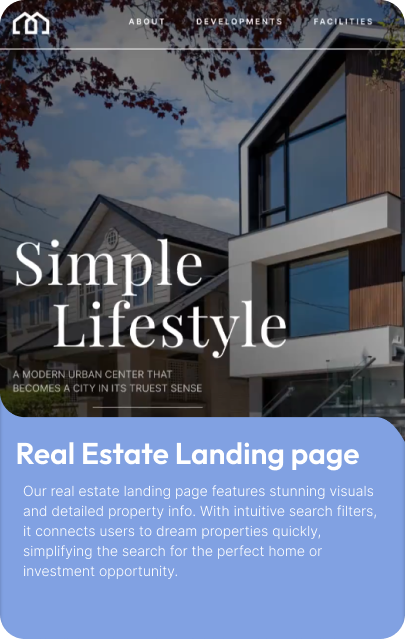 ABOUT DEVELOPMENTS FACILITIES
Simple
Lifestyle
A MODERN URBAN CENTER THAT
BECOMES A CITY IN ITS TRUEST SENSE
Real Estate Landing page
Our real estate landing page features stunning visuals
and detailed property info. With intuitive search filters,
it connects users to dream properties quickly,
simplifying the search for the perfect home or
investment opportunity.